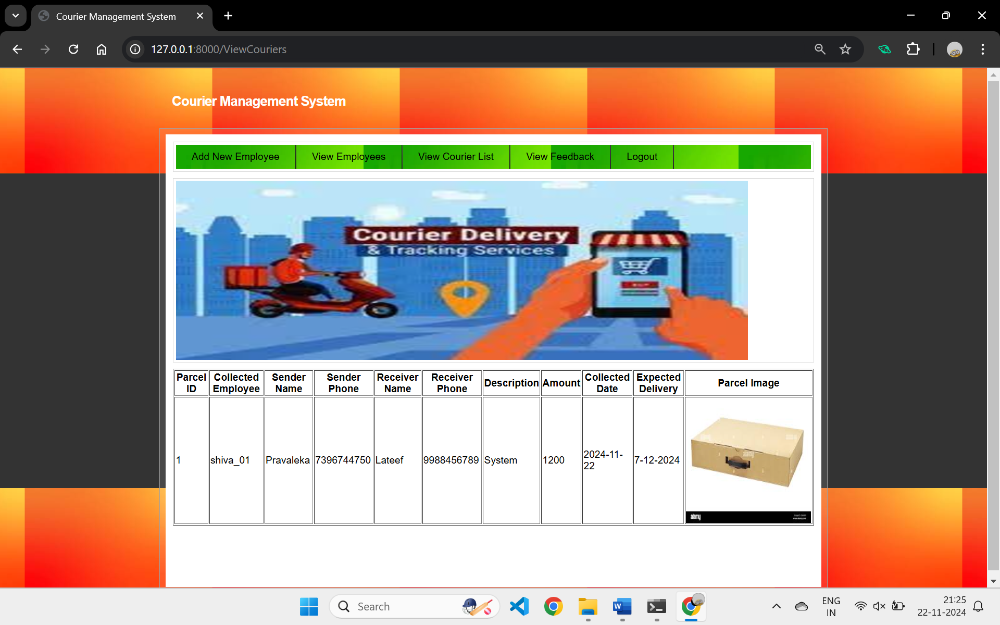 Courier Management System
127.0.0.1:8000/ViewCouriers
Courier Management System
Add New Employee View Employees View Courier List View Feedback Logout
Courier Delivery
& Tracking Services
Parcel ID Collected Employee Sender Name Sender Phone Receiver Name Receiver Phone Description Amount Collected Date Expected Delivery Parcel Image
1 shiva_01 Pravaleka 7396744750 Lateef 9988456789 System 1200 2024-11-22 7-12-2024
alamy
Search
ENG
IN
21:25
22-11-2024